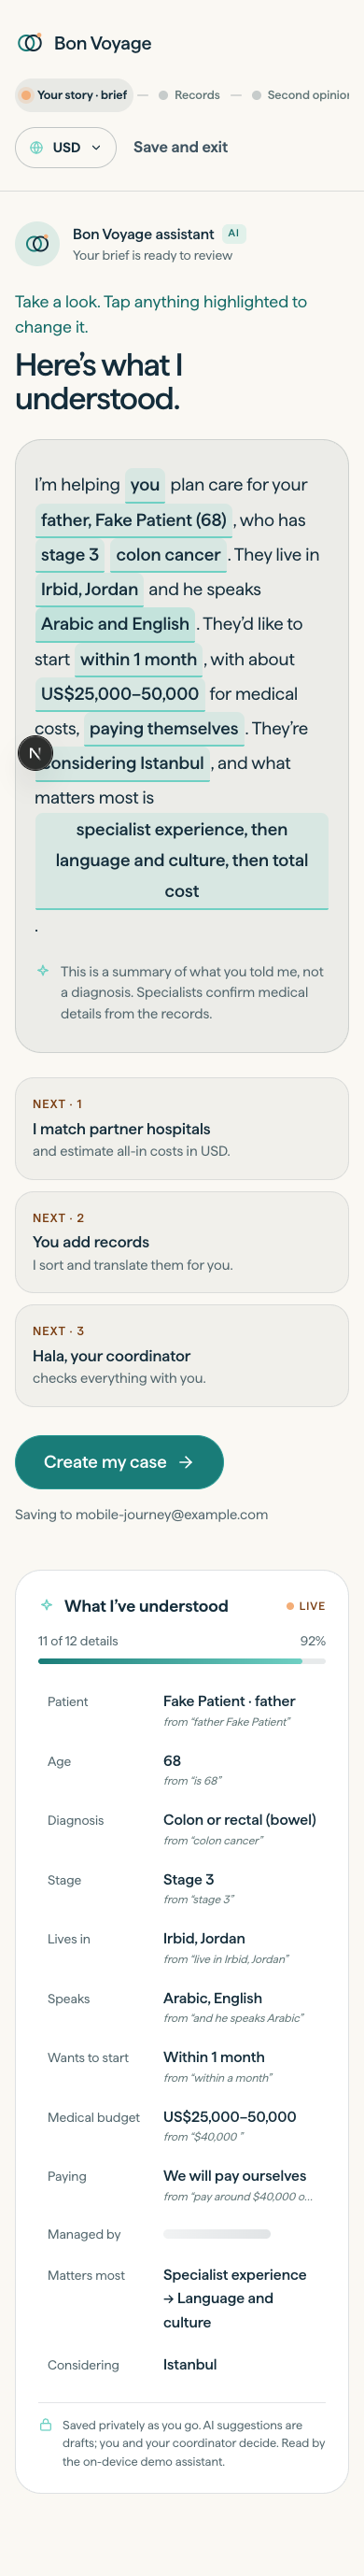 Bon Voyage
Your story · brief — Records — Second opinion
USD Save and exit
Bon Voyage assistant AI
Your brief is ready to review
Take a look. Tap anything highlighted to
change it.
Here’s what I
understood.
I’m helping you plan care for your
father, Fake Patient (68), who has
stage 3 colon cancer. They live in
Irbid, Jordan and he speaks
Arabic and English. They’d like to
start within 1 month, with about
US$25,000–50,000 for medical
costs, paying themselves. They’re
considering Istanbul, and what
matters most is
specialist experience, then
language and culture, then total
cost
.
N
This is a summary of what you told me, not
a diagnosis. Specialists confirm medical
details from the records.
NEXT · 1
I match partner hospitals
and estimate all-in costs in USD.
NEXT · 2
You add records
I sort and translate them for you.
NEXT · 3
Hala, your coordinator
checks everything with you.
Create my case →
Saving to mobile-journey@example.com
What I’ve understood LIVE
11 of 12 details 92%
Patient Fake Patient · father
from “father Fake Patient”
Age 68
from “is 68”
Diagnosis Colon or rectal (bowel)
from “colon cancer”
Stage Stage 3
from “stage 3”
Lives in Irbid, Jordan
from “live in Irbid, Jordan”
Speaks Arabic, English
from “and he speaks Arabic”
Wants to start Within 1 month
from “within a month”
Medical budget US$25,000–50,000
from “$40,000 ”
Paying We will pay ourselves
from “pay around $40,000 o...
Managed by
Matters most Specialist experience
→ Language and
culture
Considering Istanbul
Saved privately as you go. AI suggestions are
drafts; you and your coordinator decide. Read by
the on-device demo assistant.